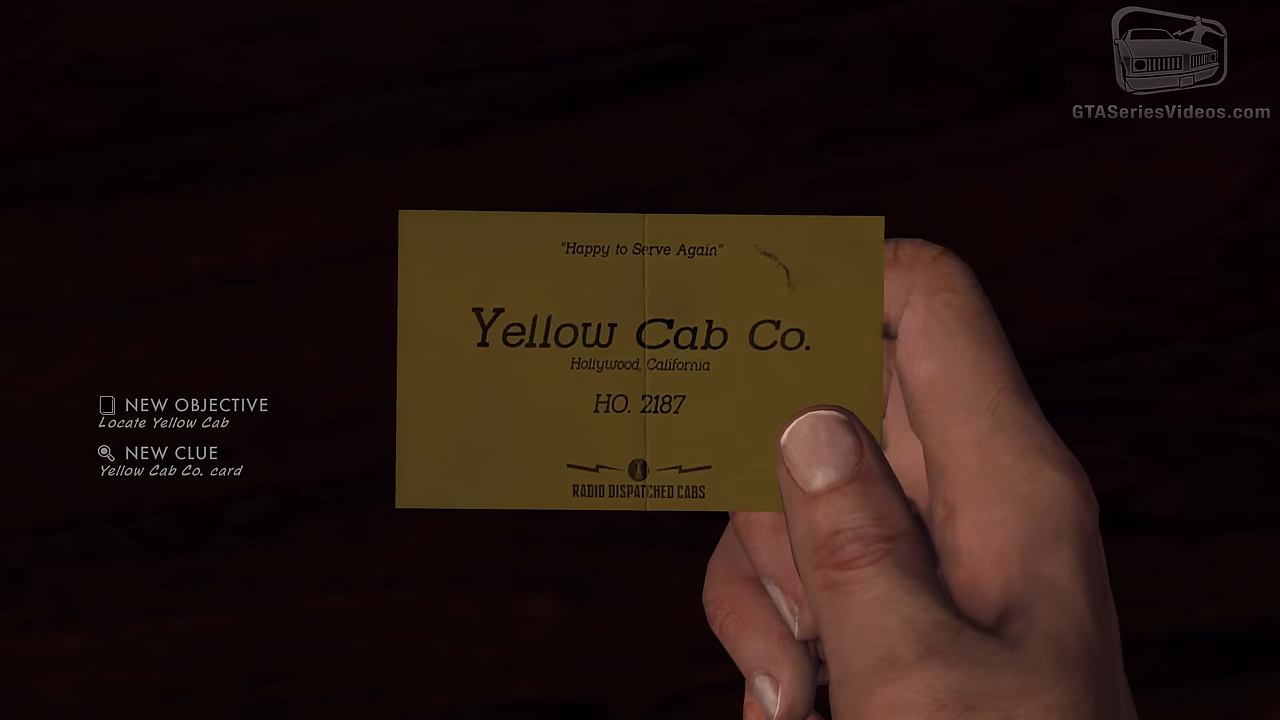 GTASeriesVideos.com
"Happy to Serve Again"
Yellow Cab Co.
Hollywood, California
HO. 2187
RADIO DISPATCHED CABS
NEW OBJECTIVE
Locate Yellow Cab
NEW CLUE
Yellow Cab Co. card